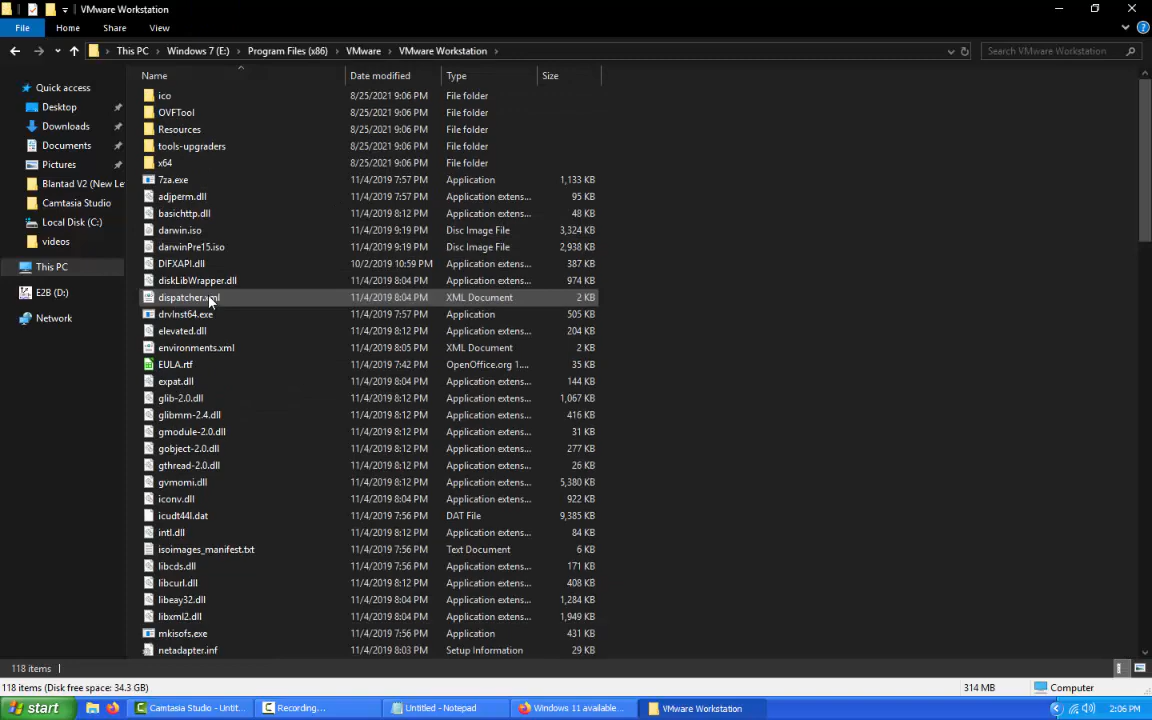 VMware Workstation
File Home Share View
This PC Windows 7 (E:) Program Files (x86) VMware VMware Workstation Search VMware Workstation
Name Date modified Type Size
Quick access
Desktop
Downloads
Documents
Pictures
Blantad V2 (New Le
Camtasia Studio
Local Disk (C:)
videos
This PC
E2B (D:)
Network
ico 8/25/2021 9:06 PM File folder
OVFTool 8/25/2021 9:06 PM File folder
Resources 8/25/2021 9:06 PM File folder
tools-upgraders 8/25/2021 9:06 PM File folder
x64 8/25/2021 9:06 PM File folder
7za.exe 11/4/2019 7:57 PM Application 1,133 KB
adjperm.dll 11/4/2019 7:57 PM Application extens... 95 KB
basichttp.dll 11/4/2019 8:12 PM Application extens... 48 KB
darwin.iso 11/4/2019 9:19 PM Disc Image File 3,324 KB
darwinPre15.iso 11/4/2019 9:19 PM Disc Image File 2,938 KB
DIFXAPI.dll 10/2/2019 10:59 PM Application extens... 387 KB
diskLibWrapper.dll 11/4/2019 8:04 PM Application extens... 974 KB
dispatcher.xml 11/4/2019 8:04 PM XML Document 2 KB
drvInst64.exe 11/4/2019 7:57 PM Application 505 KB
elevated.dll 11/4/2019 8:12 PM Application extens... 204 KB
environments.xml 11/4/2019 8:05 PM XML Document 2 KB
EULA.rtf 11/4/2019 7:42 PM OpenOffice.org 1.... 35 KB
expat.dll 11/4/2019 8:04 PM Application extens... 144 KB
glib-2.0.dll 11/4/2019 8:12 PM Application extens... 1,067 KB
glibmm-2.4.dll 11/4/2019 8:12 PM Application extens... 416 KB
gmodule-2.0.dll 11/4/2019 8:12 PM Application extens... 31 KB
gobject-2.0.dll 11/4/2019 8:12 PM Application extens... 277 KB
gthread-2.0.dll 11/4/2019 8:12 PM Application extens... 26 KB
gvmomi.dll 11/4/2019 8:12 PM Application extens... 5,380 KB
iconv.dll 11/4/2019 8:04 PM Application extens... 922 KB
icudt44l.dat 11/4/2019 7:56 PM DAT File 9,385 KB
intl.dll 11/4/2019 8:12 PM Application extens... 84 KB
isoimages_manifest.txt 11/4/2019 7:56 PM Text Document 6 KB
libcds.dll 11/4/2019 8:12 PM Application extens... 171 KB
libcurl.dll 11/4/2019 8:12 PM Application extens... 408 KB
libeay32.dll 11/4/2019 8:04 PM Application extens... 1,284 KB
libxml2.dll 11/4/2019 8:04 PM Application extens... 1,949 KB
mkisofs.exe 11/4/2019 7:56 PM Application 431 KB
netadapter.inf 11/4/2019 8:03 PM Setup Information 29 KB
118 items
118 items (Disk free space: 34.3 GB) 314 MB Computer
start Camtasia Studio - Untit... Recording... Untitled - Notepad Windows 11 available... VMware Workstation 2:06 PM